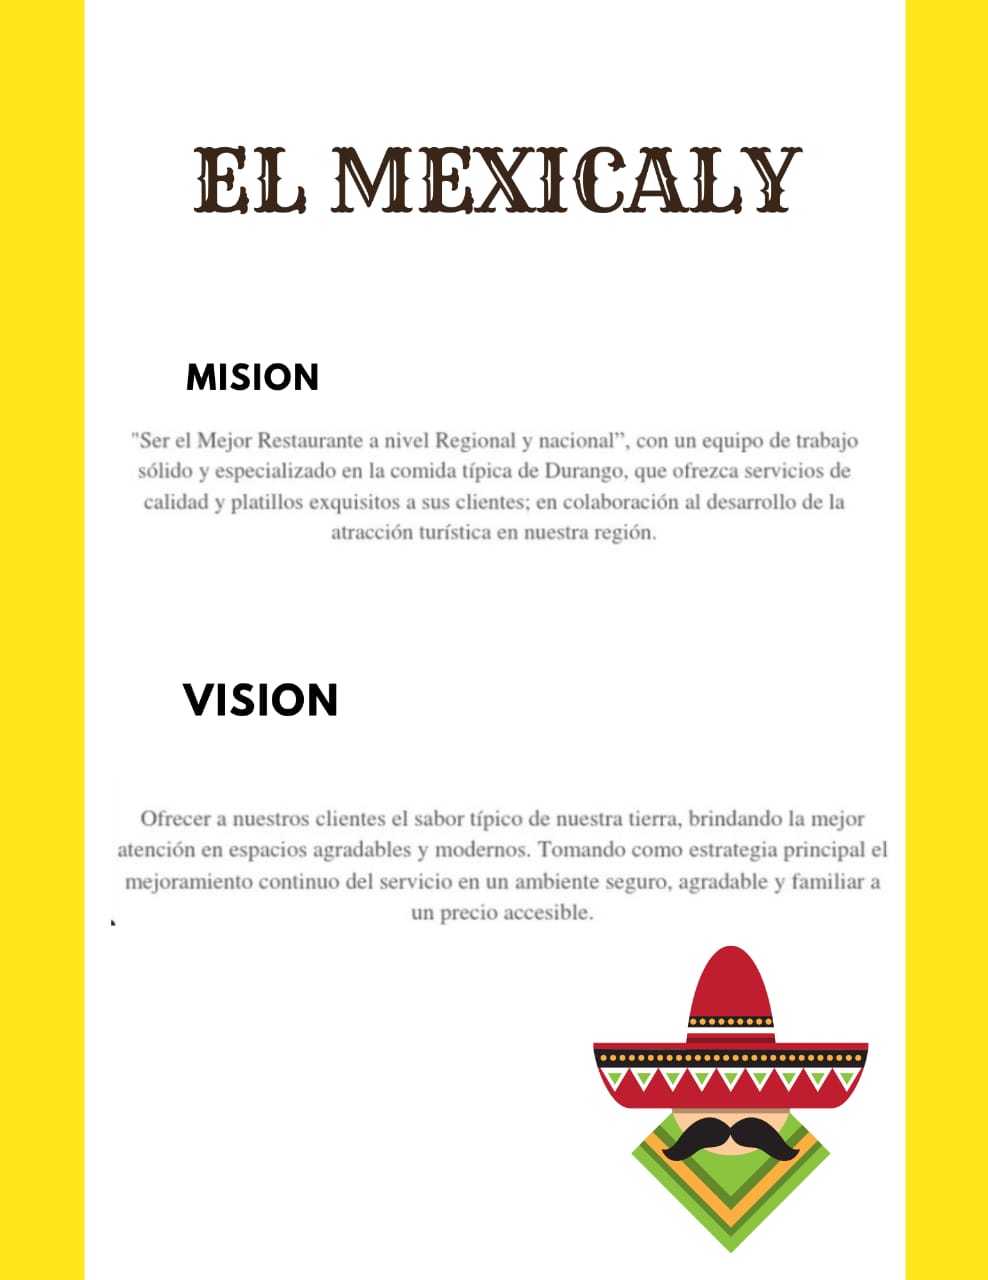 EL MEXICALY
MISION
"Ser el Mejor Restaurante a nivel Regional y nacional”, con un equipo de trabajo
sólido y especializado en la comida típica de Durango, que ofrezca servicios de
calidad y platillos exquisitos a sus clientes; en colaboración al desarrollo de la
atracción turística en nuestra región.
VISION
Ofrecer a nuestros clientes el sabor típico de nuestra tierra, brindando la mejor
atención en espacios agradables y modernos. Tomando como estrategia principal el
mejoramiento continuo del servicio en un ambiente seguro, agradable y familiar a
un precio accesible.